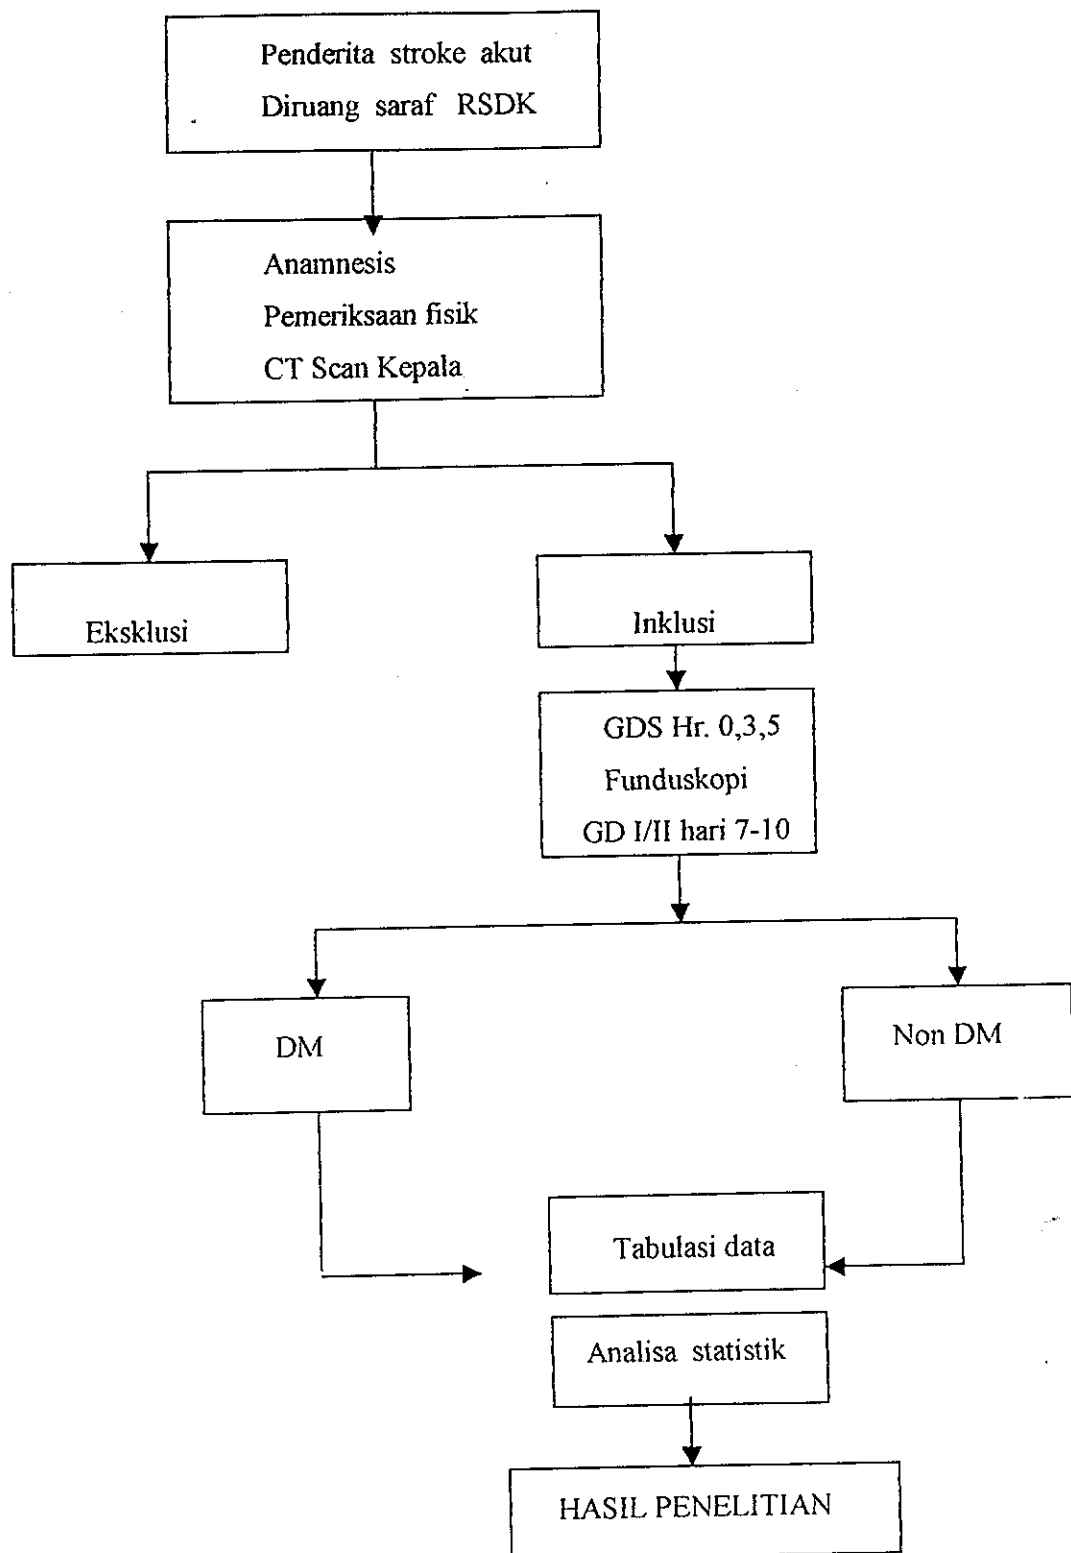 Penderita stroke akut
Diruang saraf RSDK
Anamnesis
Pemeriksaan fisik
CT Scan Kepala
Eksklusi
Inklusi
GDS Hr. 0,3,5
Funduskopi
GD I/II hari 7-10
DM
Non DM
Tabulasi data
Analisa statistik
HASIL PENELITIAN